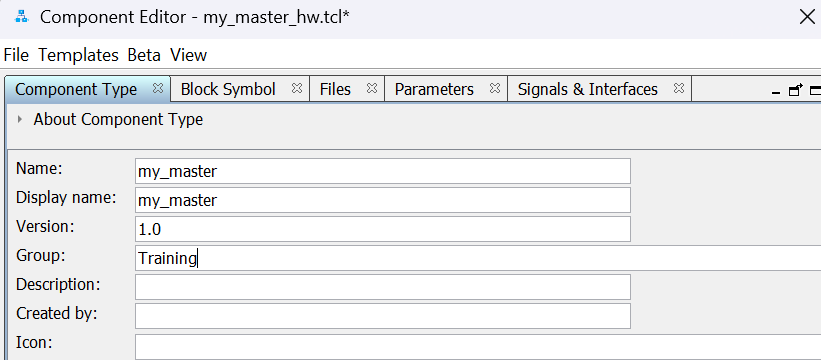 Component Editor - my_master_hw.tcl*
File Templates Beta View
Component Type Block Symbol Files Parameters Signals & Interfaces
About Component Type
Name: my_master
Display name: my_master
Version: 1.0
Group: Training
Description:
Created by:
Icon: